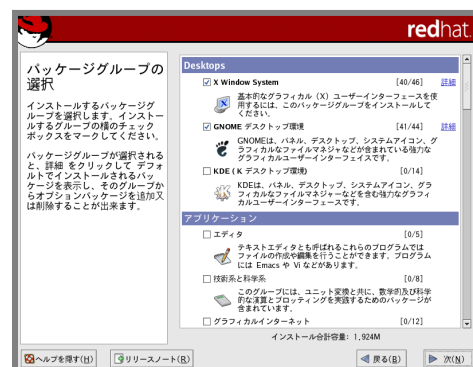 redhat.
パッケージグループの
選択
インストールするパッケージグ
ループを選択します。インストー
ルするグループの横のチェック
ボックスをマークしてください。
パッケージグループが選択される
と、詳細 をクリックして デフォ
ルトでインストールされるパッ
ケージを表示し、そのグループか
らオプションパッケージを追加又
は削除することが出来ます。
Desktops
X Window System [40/46] 詳細
基本的なグラフィカル（X）ユーザーインターフェースを使
用するには、このパッケージグループをインストールして
ください。
GNOME デスクトップ環境 [41/44] 詳細
GNOMEは、パネル、デスクトップ、システムアイコン、グ
ラフィカルなファイルマネジャなどが含まれている強力な
グラフィカルユーザーインターフェイスです。
KDE ( K デスクトップ環境) [0/14]
KDEは、パネル、デスクトップ、システムアイコン、グラ
フィカルなファイルマネージャーなどを含む強力なグラフィ
カルユーザーインターフェースです。
アプリケーション
エディタ [0/5]
テキストエディタとも呼ばれるこれらのプログラムでは
ファイルの作成や編集を行うことができます。プログラム
には Emacs や Vi などがあります。
技術系と科学系 [0/8]
このグループには、ユニット変換と共に、数学的及び科学
的な演算とプロッティングを実践するためのパッケージが
含まれています。
グラフィカルインターネット [0/12]
インストール合計容量： 1,924M
ヘルプを隠す(H) リリースノート(R) 戻る(B) 次(N)